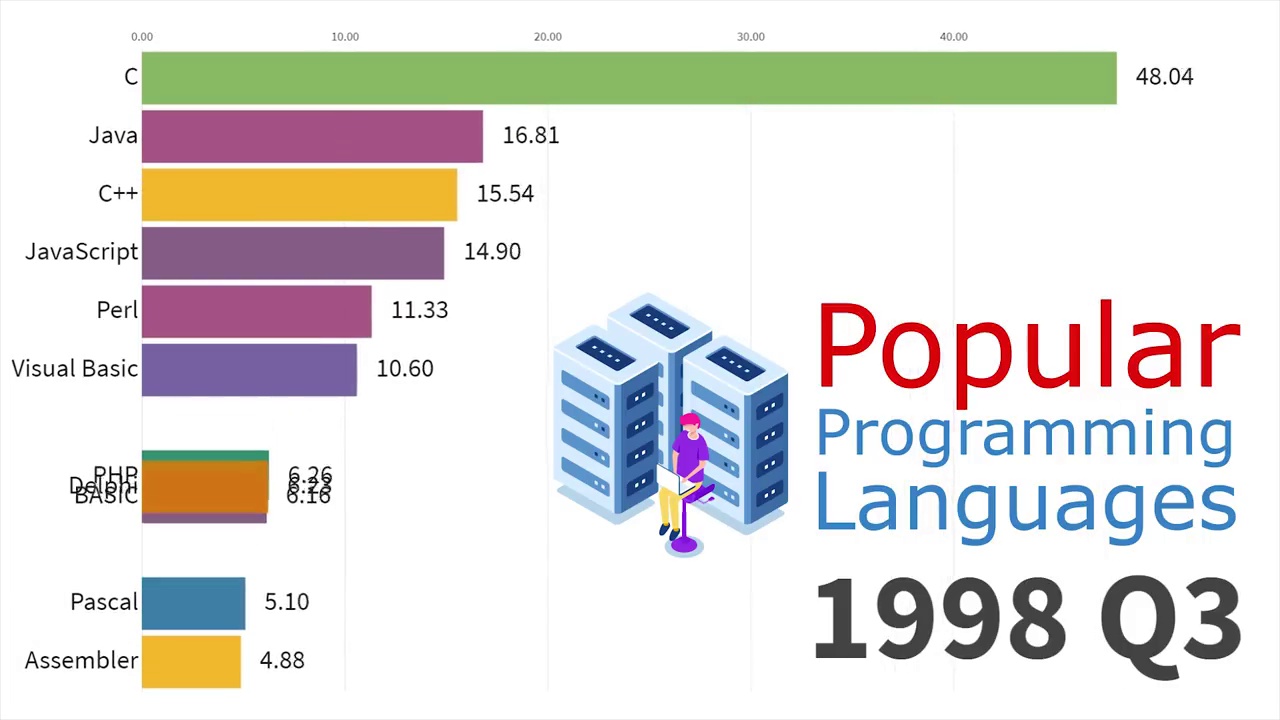 0.00 10.00 20.00 30.00 40.00
C 48.04
Java 16.81
C++ 15.54
JavaScript 14.90
Perl 11.33
Visual Basic 10.60
PHP 6.26
BASIC 6.16
Pascal 5.10
Assembler 4.88
Popular
Programming
Languages
1998 Q3